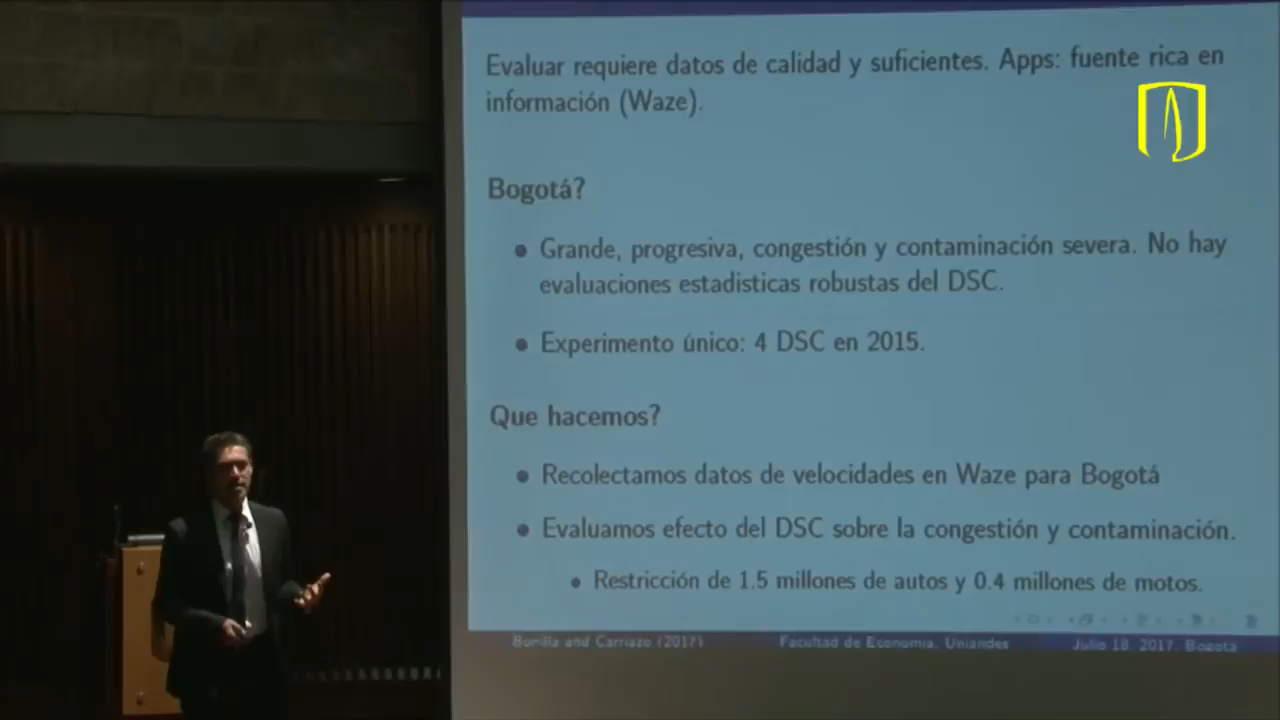 Evaluar requiere datos de calidad y suficientes. Apps: fuente rica en
información (Waze).
Bogotá?
• Grande, progresiva, congestión y contaminación severa. No hay
evaluaciones estadisticas robustas del DSC.
• Experimento único: 4 DSC en 2015.
Que hacemos?
• Recolectamos datos de velocidades en Waze para Bogotá
• Evaluamos efecto del DSC sobre la congestión y contaminación.
• Restricción de 1.5 millones de autos y 0.4 millones de motos.
Bonilla and Carriazo (2017) Facultad de Economia, Uniandes Julio 18, 2017. Bogotá